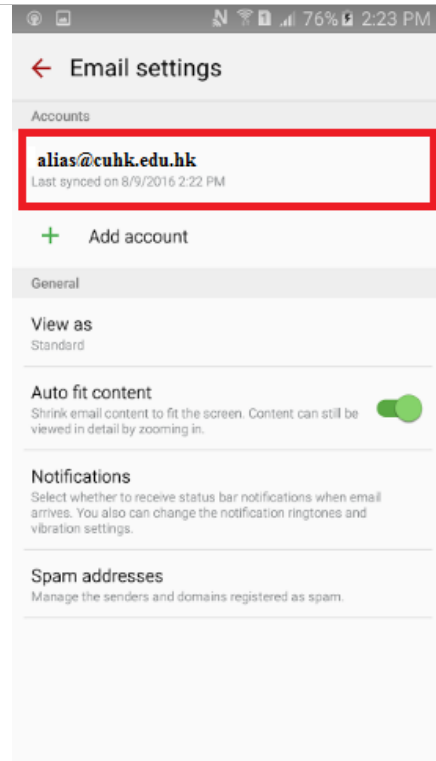 76% 2:23 PM
Email settings
Accounts
alias@cuhk.edu.hk
Last synced on 8/9/2016 2:22 PM
Add account
General
View as
Standard
Auto fit content
Shrink email content to fit the screen. Content can still be
viewed in detail by zooming in.
Notifications
Select whether to receive status bar notifications when email
arrives. You also can change the notification ringtones and
vibration settings.
Spam addresses
Manage the senders and domains registered as spam.